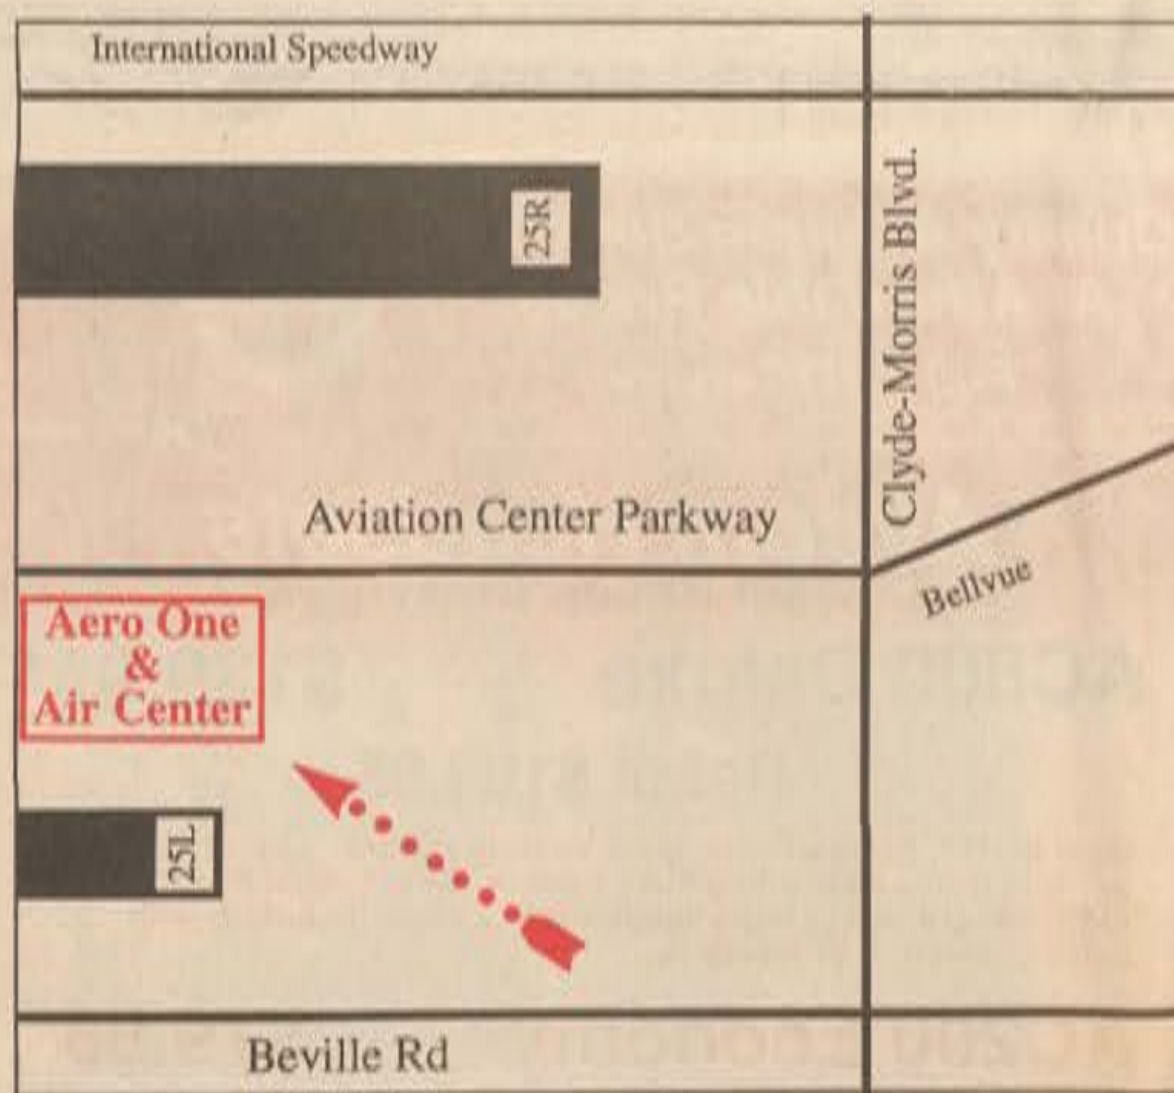 International Speedway
25R
Clyde-Morris Blvd.
Aviation Center Parkway
Bellvue
Aero One
&
Air Center
25L
Beville Rd